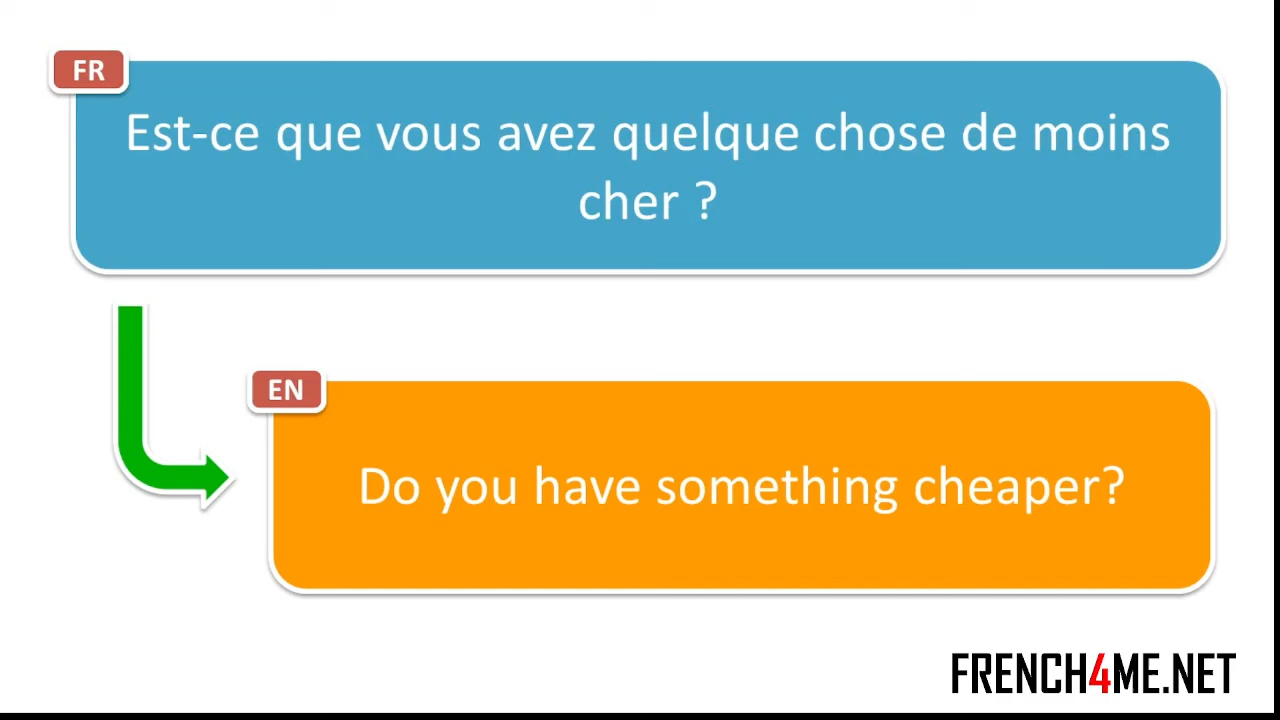 FR
Est-ce que vous avez quelque chose de moins
cher ?
EN
Do you have something cheaper?
FRENCH4ME.NET